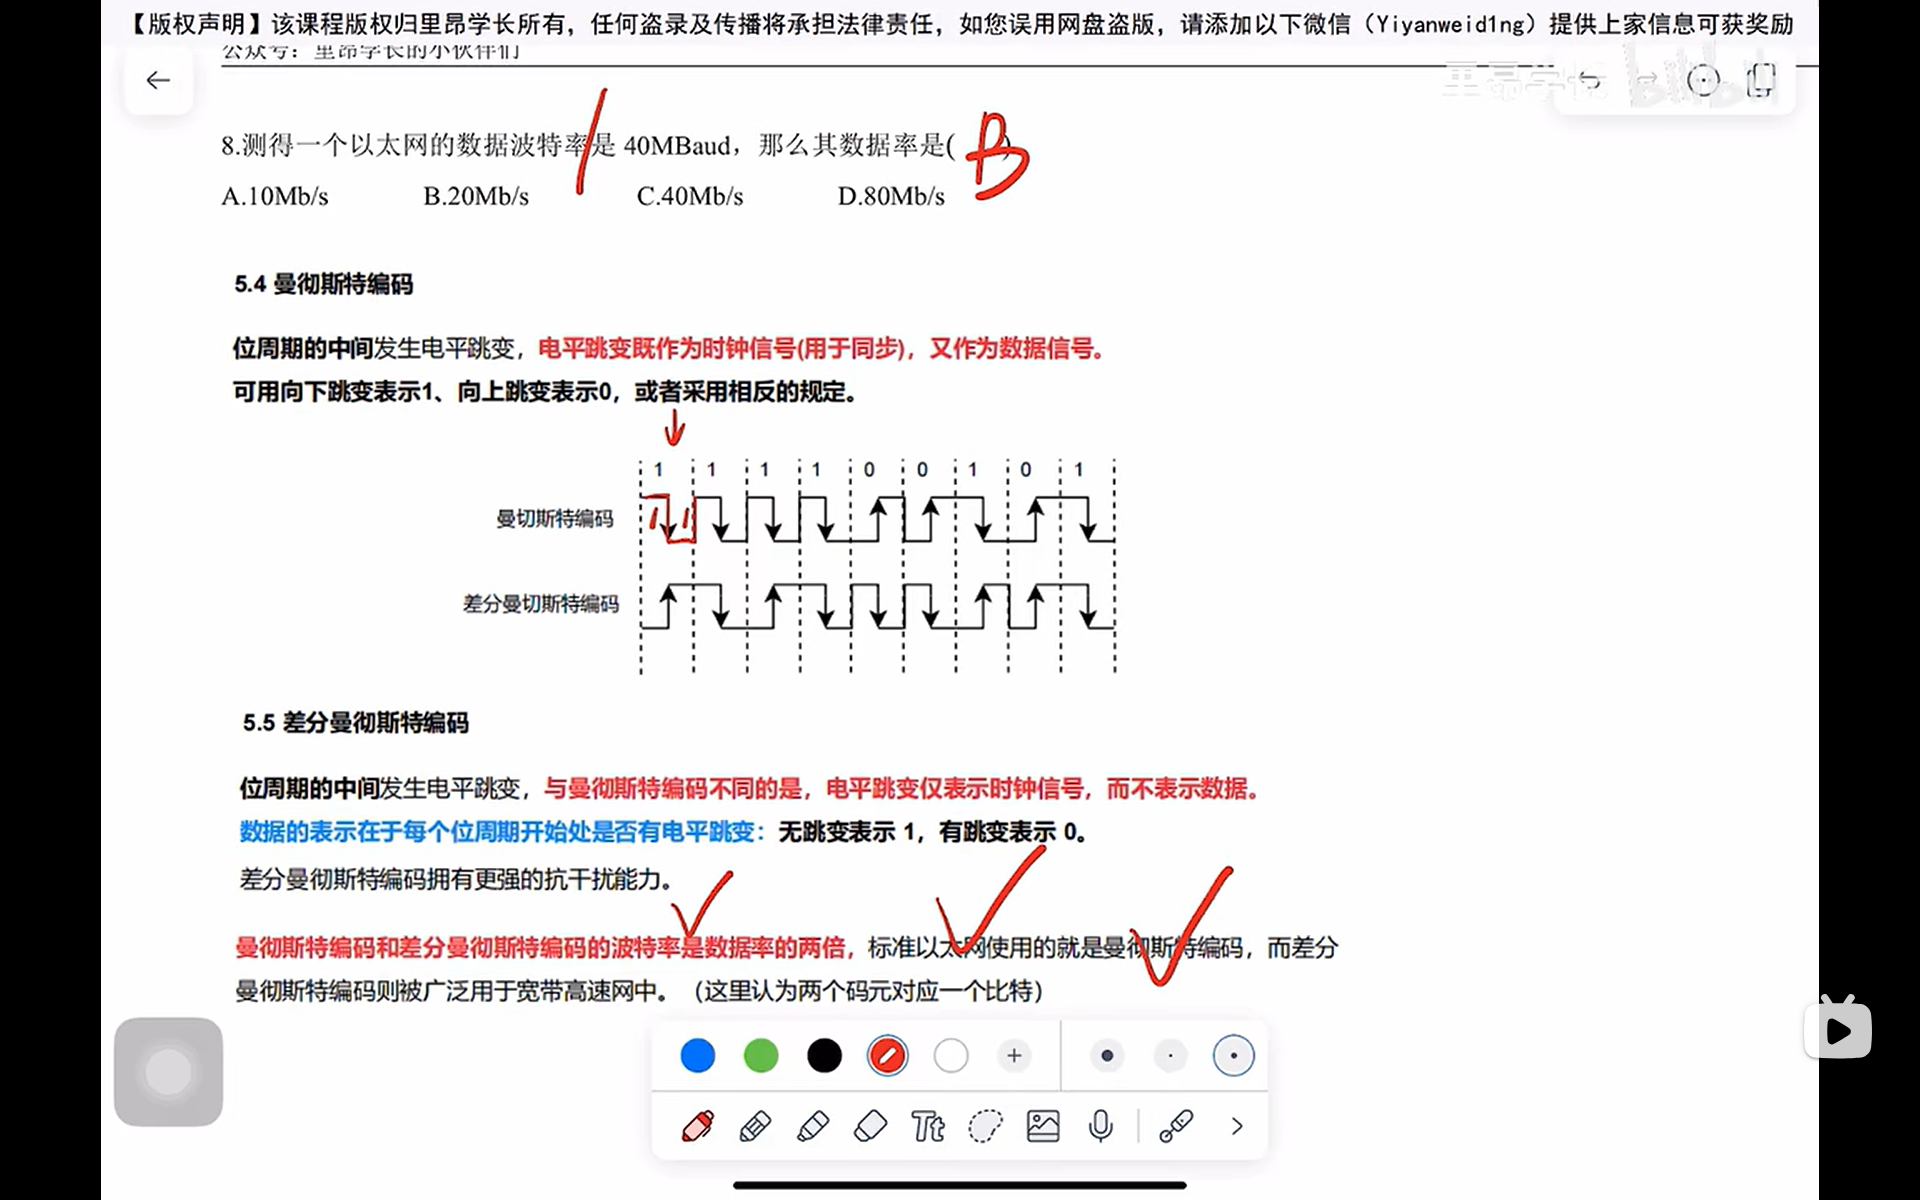 【版权声明】该课程版权归里昂学长所有，任何盗录及传播将承担法律责任，如您误用网盘盗版，请添加以下微信（Yiyanweid1ng）提供上家信息可获奖励
公众号：里昂学长的小伙伴们
里昂学长 bilibili
8.测得一个以太网的数据波特率是 40MBaud，那么其数据率是( B )
A.10Mb/s B.20Mb/s C.40Mb/s D.80Mb/s
5.4 曼彻斯特编码
位周期的中间发生电平跳变，电平跳变既作为时钟信号(用于同步)，又作为数据信号。
可用向下跳变表示1、向上跳变表示0，或者采用相反的规定。
1 1 1 1 0 0 1 0 1
曼切斯特编码
差分曼切斯特编码
5.5 差分曼彻斯特编码
位周期的中间发生电平跳变，与曼彻斯特编码不同的是，电平跳变仅表示时钟信号，而不表示数据。
数据的表示在于每个位周期开始处是否有电平跳变：无跳变表示 1，有跳变表示 0。
差分曼彻斯特编码拥有更强的抗干扰能力。
曼彻斯特编码和差分曼彻斯特编码的波特率是数据率的两倍，标准以太网使用的就是曼彻斯特编码，而差分
曼彻斯特编码则被广泛用于宽带高速网中。（这里认为两个码元对应一个比特）
Tt